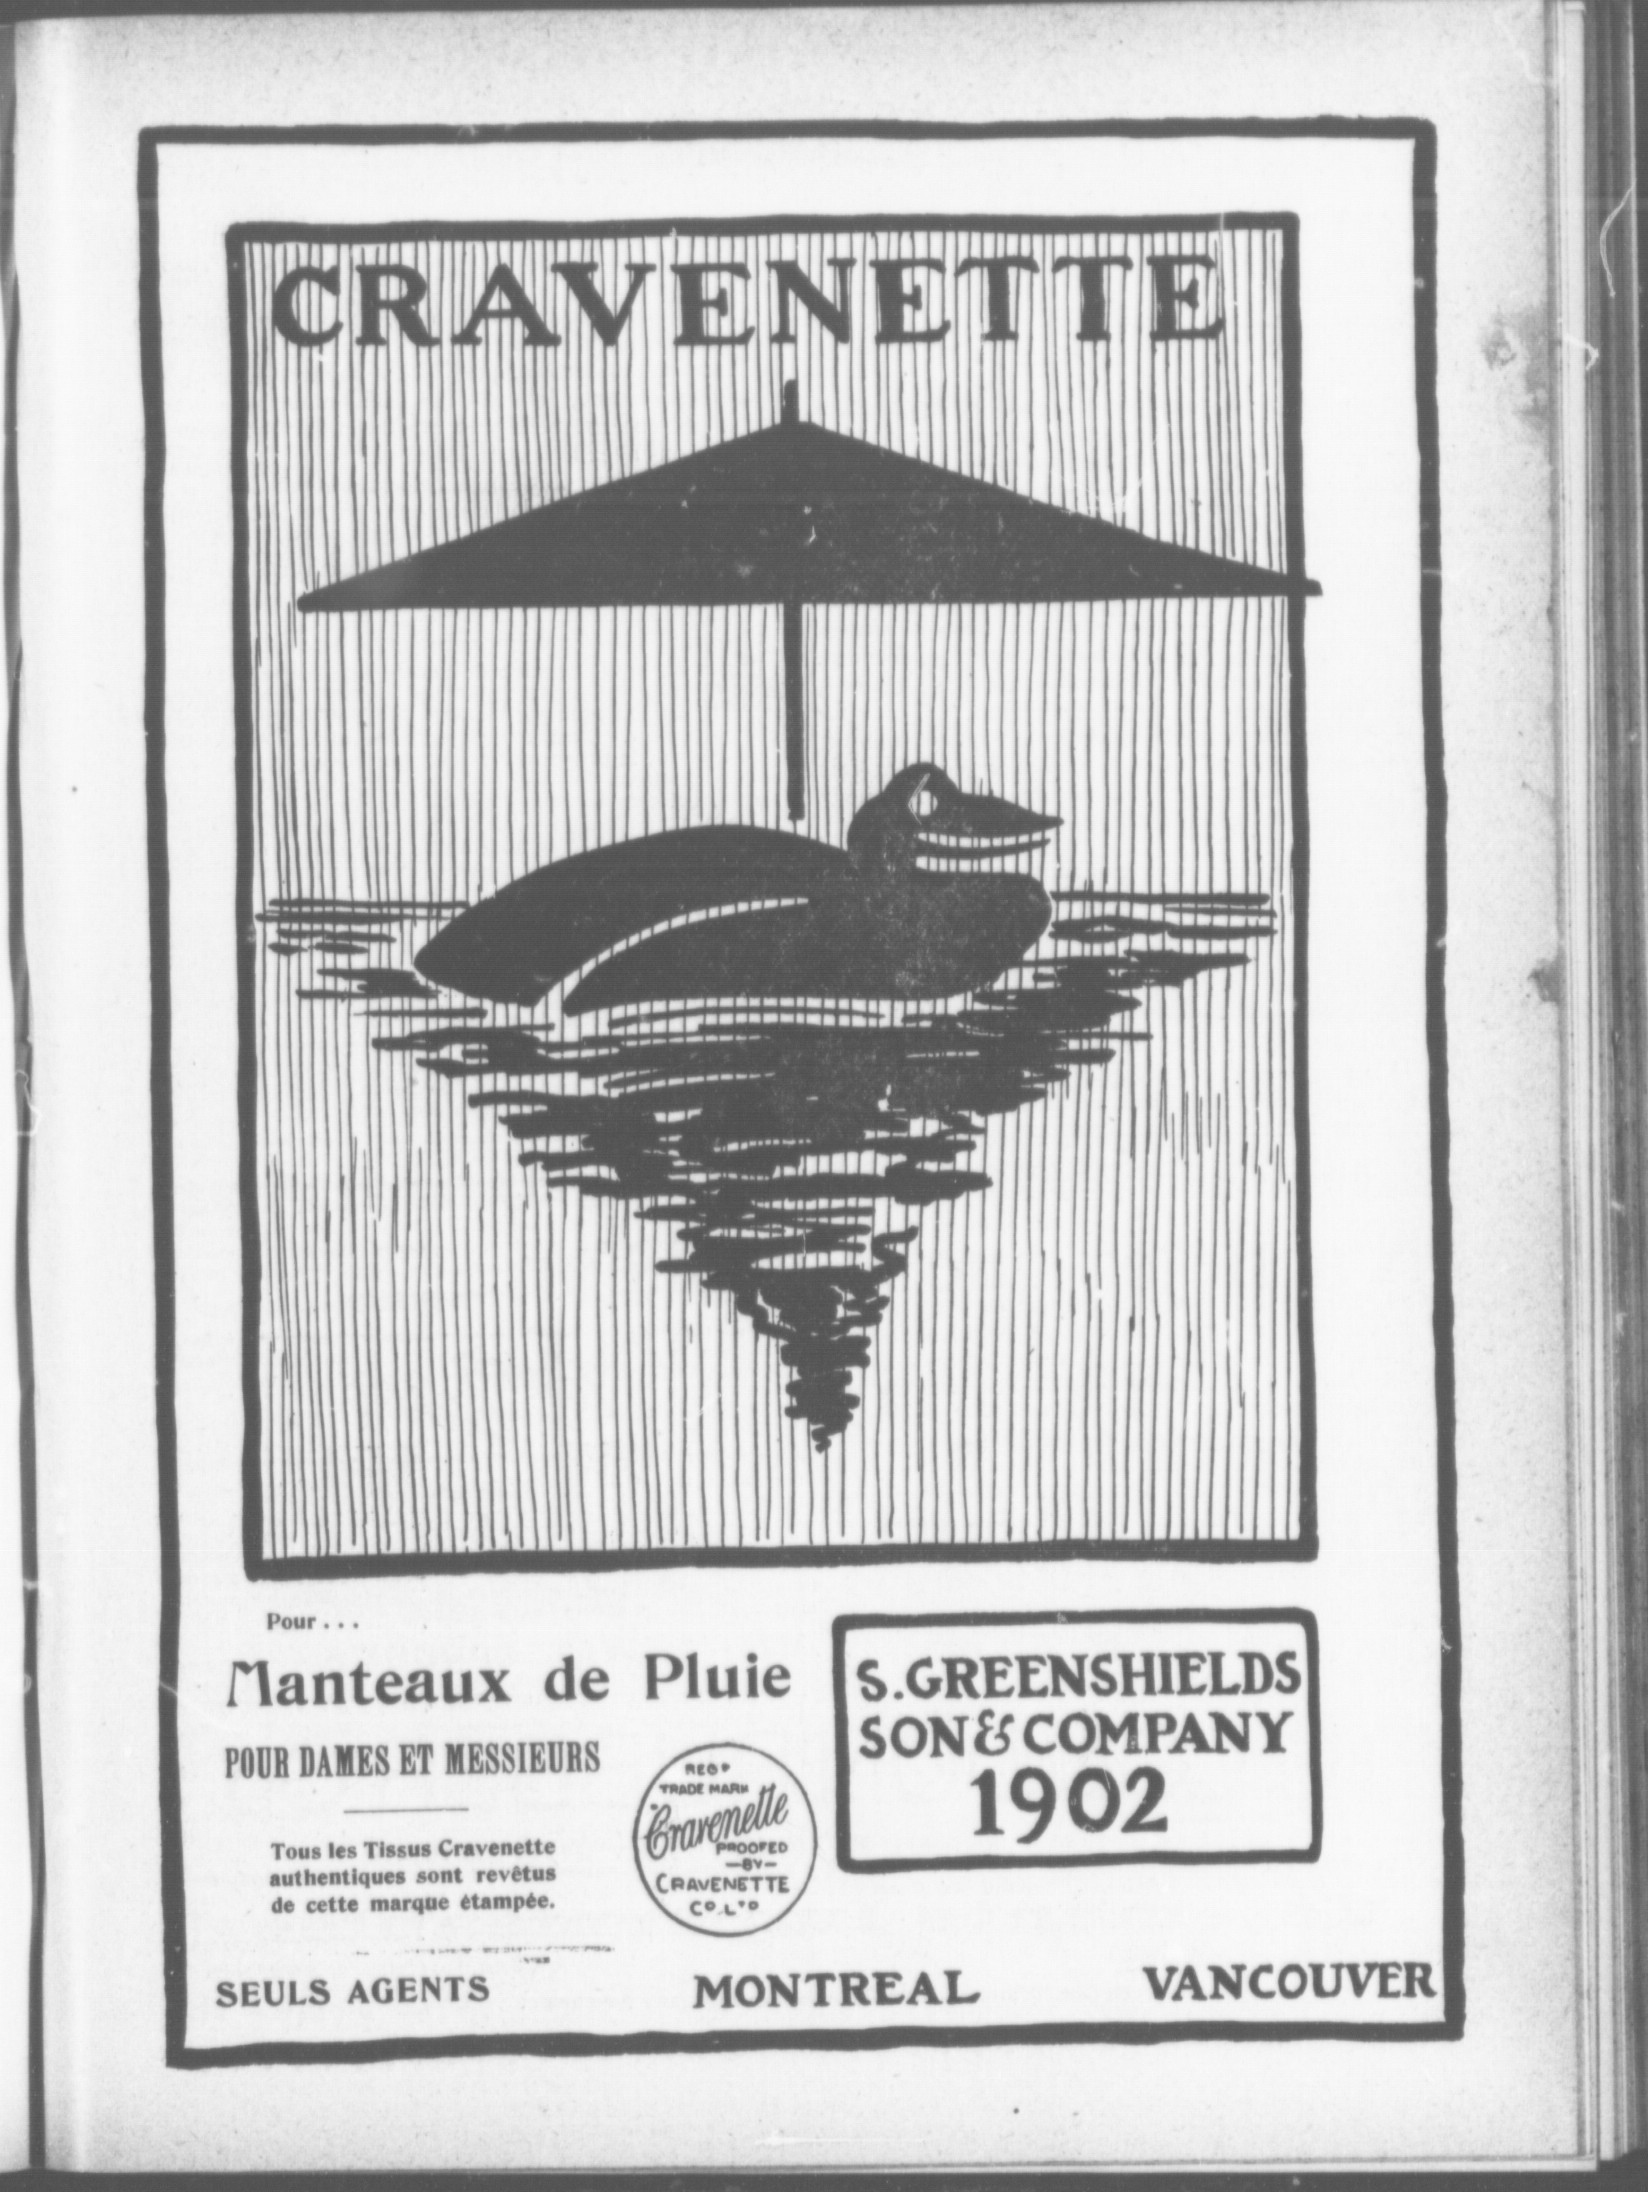 CRAVENETTE
Pour . . .
Manteaux de Pluie
POUR DAMES ET MESSIEURS
Tous les Tissus Cravenette
authentiques sont revêtus
de cette marque étampée.
REGD
TRADE MARK
"Cravenette
PROOFED
—BY—
CRAVENETTE
CO. LTD
S. GREENSHIELDS
SON & COMPANY
1902
SEULS AGENTS MONTREAL VANCOUVER